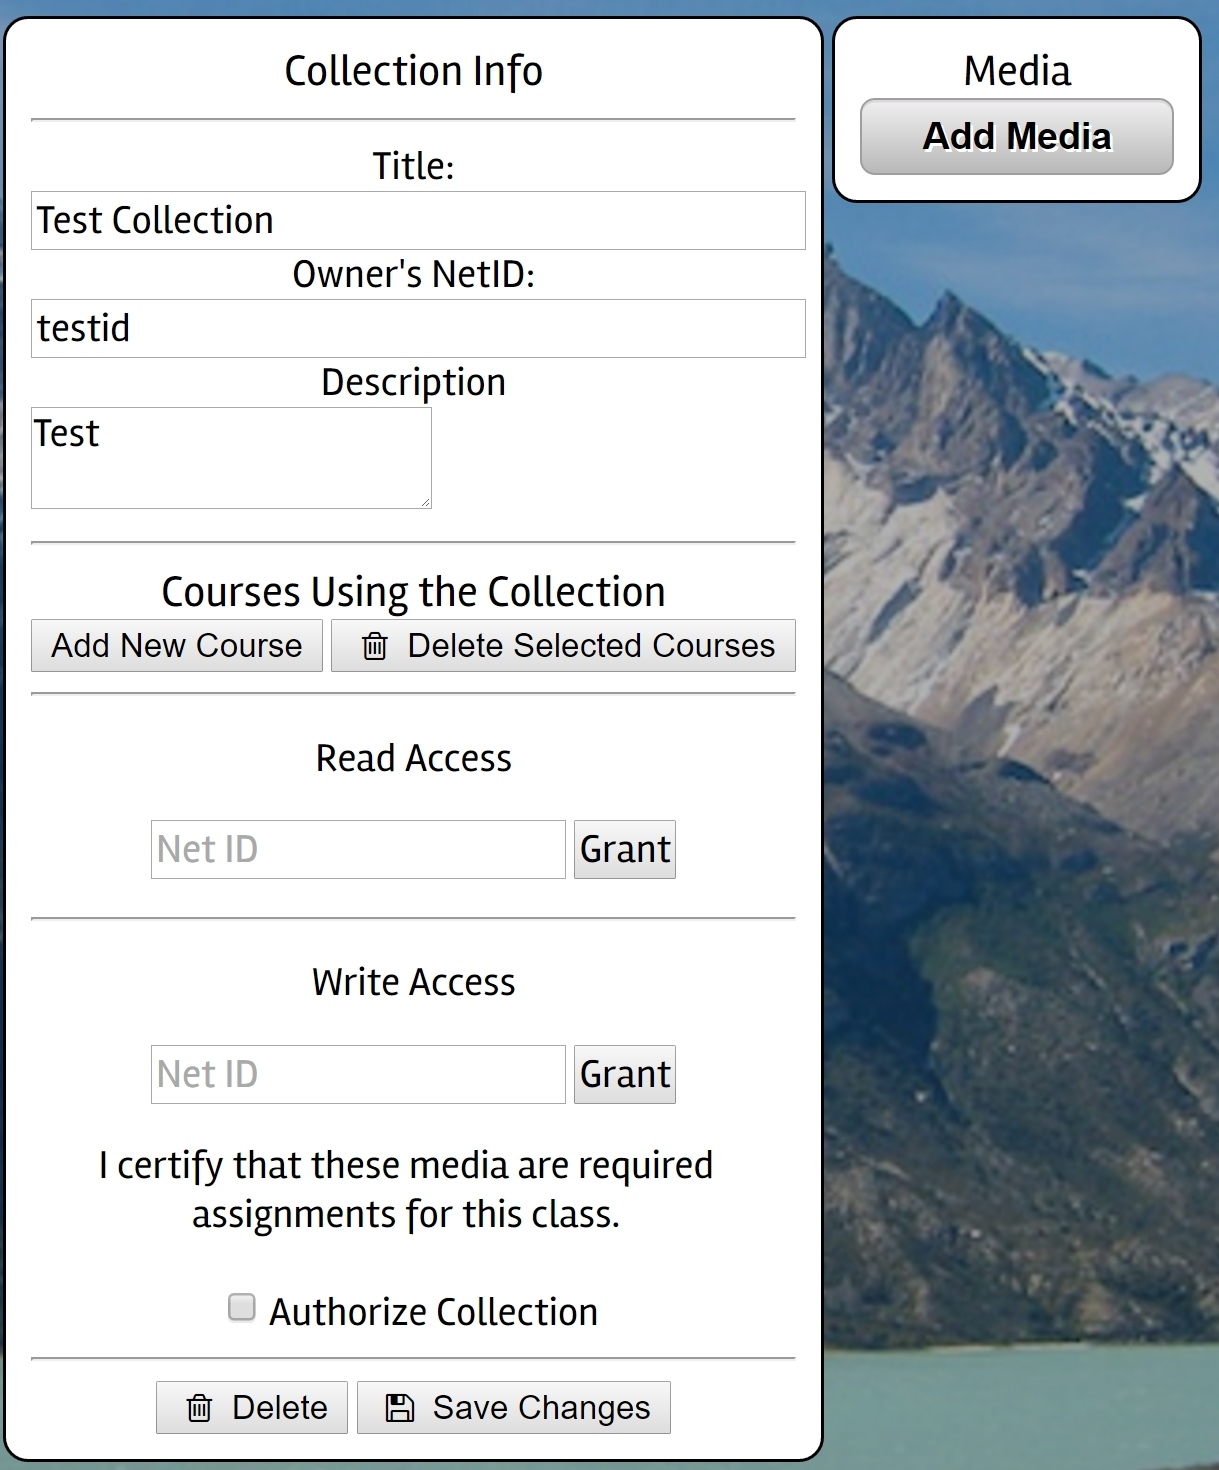 Collection Info
Title:
Test Collection
Owner's NetID:
testid
Description
Test
Courses Using the Collection
Add New Course
Delete Selected Courses
Read Access
Net ID
Grant
Write Access
Net ID
Grant
I certify that these media are required
assignments for this class.
Authorize Collection
Delete
Save Changes
Media
Add Media